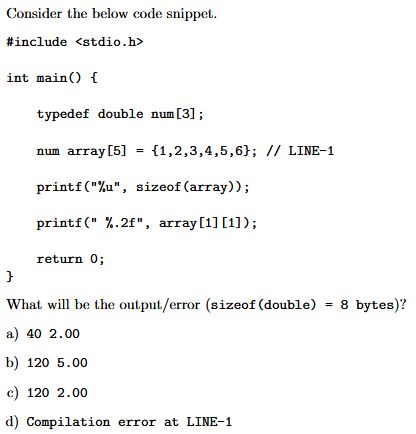 Consider the below code snippet.
#include <stdio.h>
int main() {
typedef double num[3];
num array[5] = {1,2,3,4,5,6}; // LINE-1
printf("%u", sizeof(array));
printf(" %.2f", array[1][1]);
return 0;
}
What will be the output/error (sizeof(double) = 8 bytes)?
a) 40 2.00
b) 120 5.00
c) 120 2.00
d) Compilation error at LINE-1